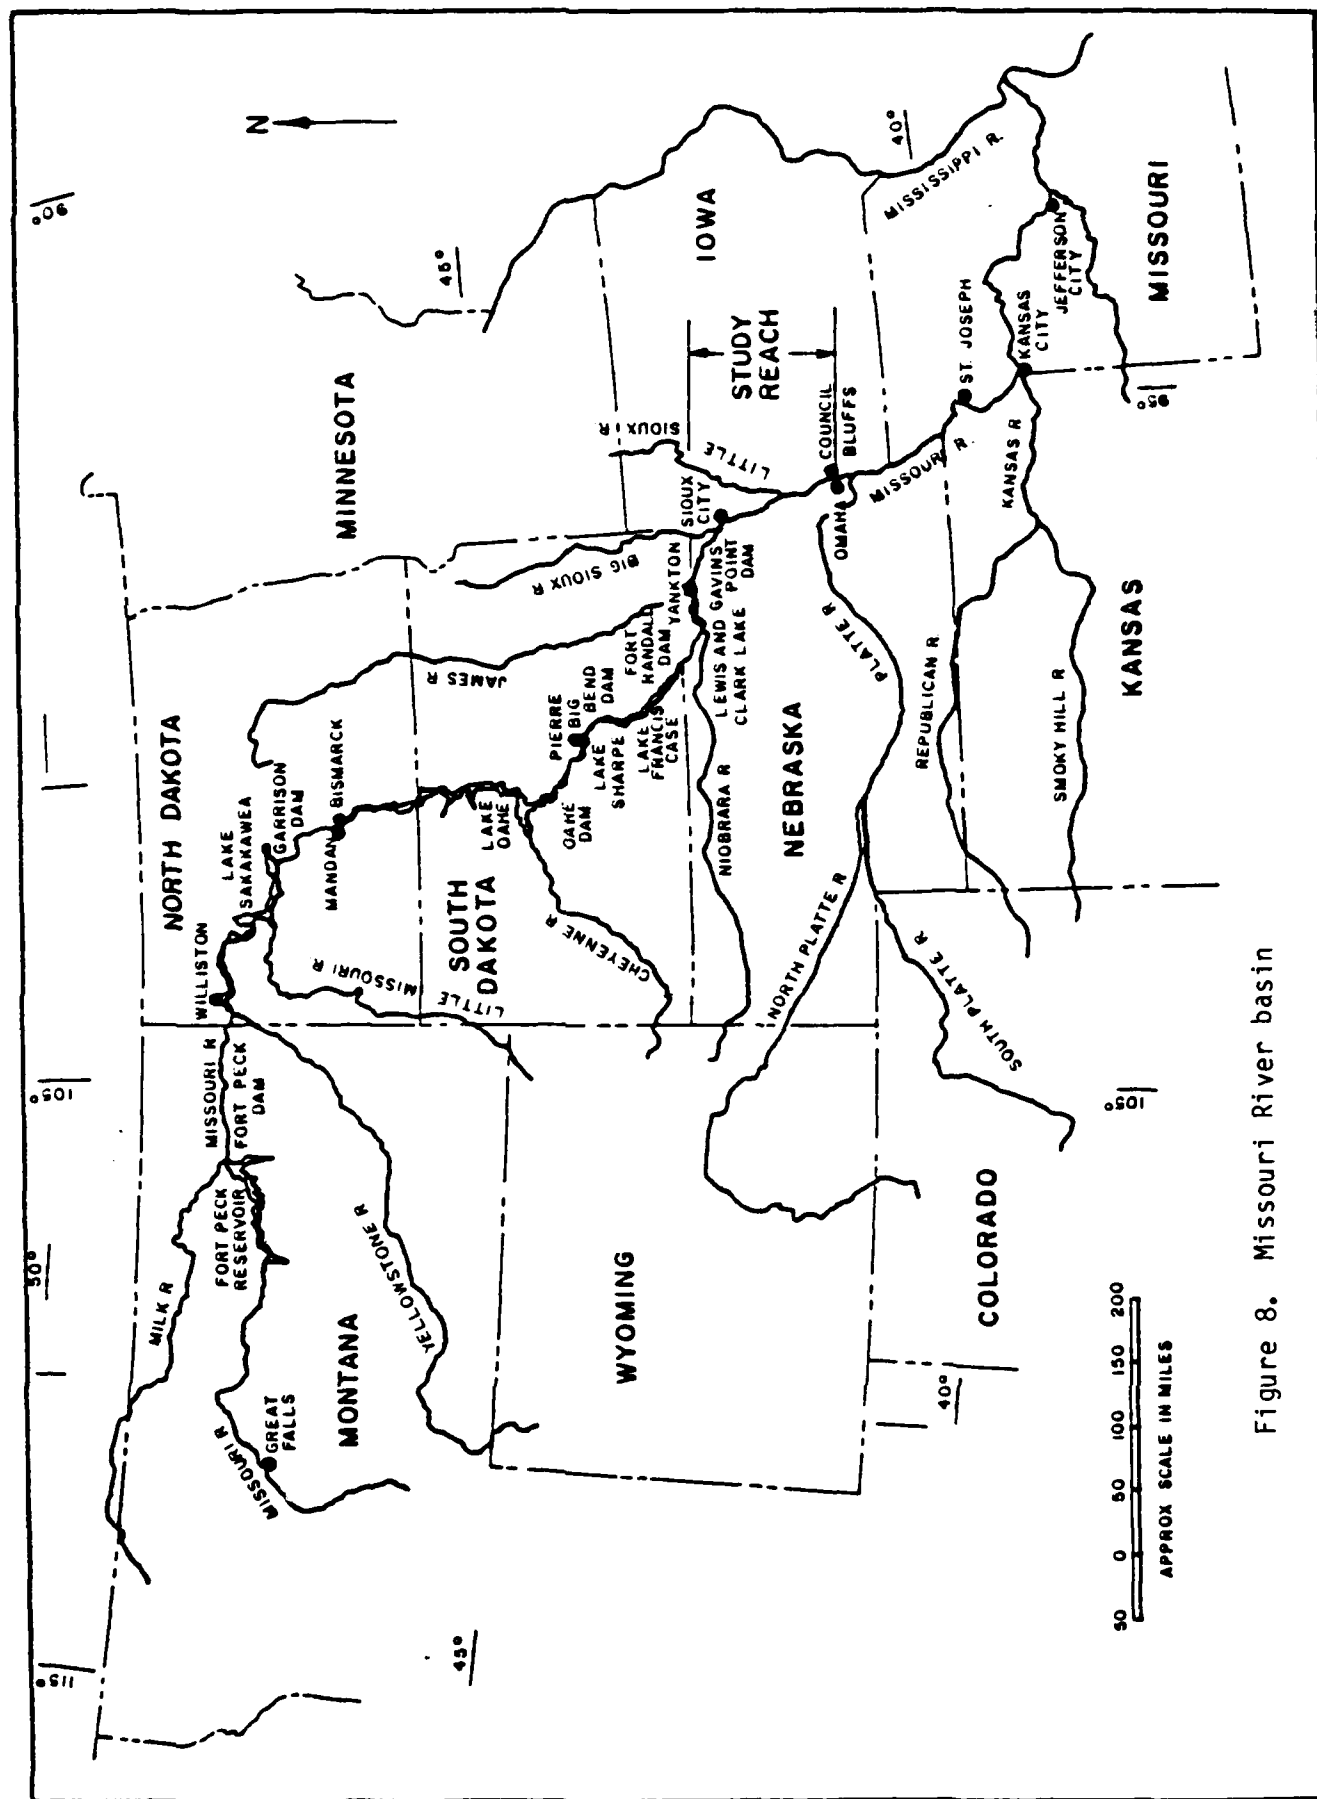 115°
50°
105°
90°
N
MILK R
FORT PECK
RESERVOIR
MISSOURI R
FORT PECK
DAM
WILLISTON
LAKE
SAKAKAWEA
NORTH DAKOTA
GARRISON
DAM
MISSOURI R
GREAT
FALLS
MONTANA
YELLOWSTONE R
LITTLE
MISSOURI R
MANDAN
BISMARCK
JAMES R
MINNESOTA
45°
45°
SOUTH
DAKOTA
LAKE
OAHE
CHEYENNE R
OAHE
DAM
PIERRE
LAKE
SHARPE
BIG
BEND
DAM
LAKE
FRANCIS
CASE
FORT
RANDALL
DAM
BIG SIOUX R
YANKTON
SIOUX
CITY
LITTLE
SIOUX R
IOWA
WYOMING
NIOBRARA R
LEWIS AND
CLARK LAKE
GAVINS
POINT
DAM
STUDY
REACH
NEBRASKA
NORTH PLATTE R
PLATTE R
OMAHA
COUNCIL
BLUFFS
40°
MISSISSIPPI R.
MISSOURI R.
SOUTH PLATTE R
REPUBLICAN R
COLORADO
40°
KANSAS R
ST. JOSEPH
KANSAS
CITY
JEFFERSON
CITY
SMOKY HILL R
KANSAS
MISSOURI
105°
95°
50 0 50 100 150 200
APPROX SCALE IN MILES
Figure 8. Missouri River basin